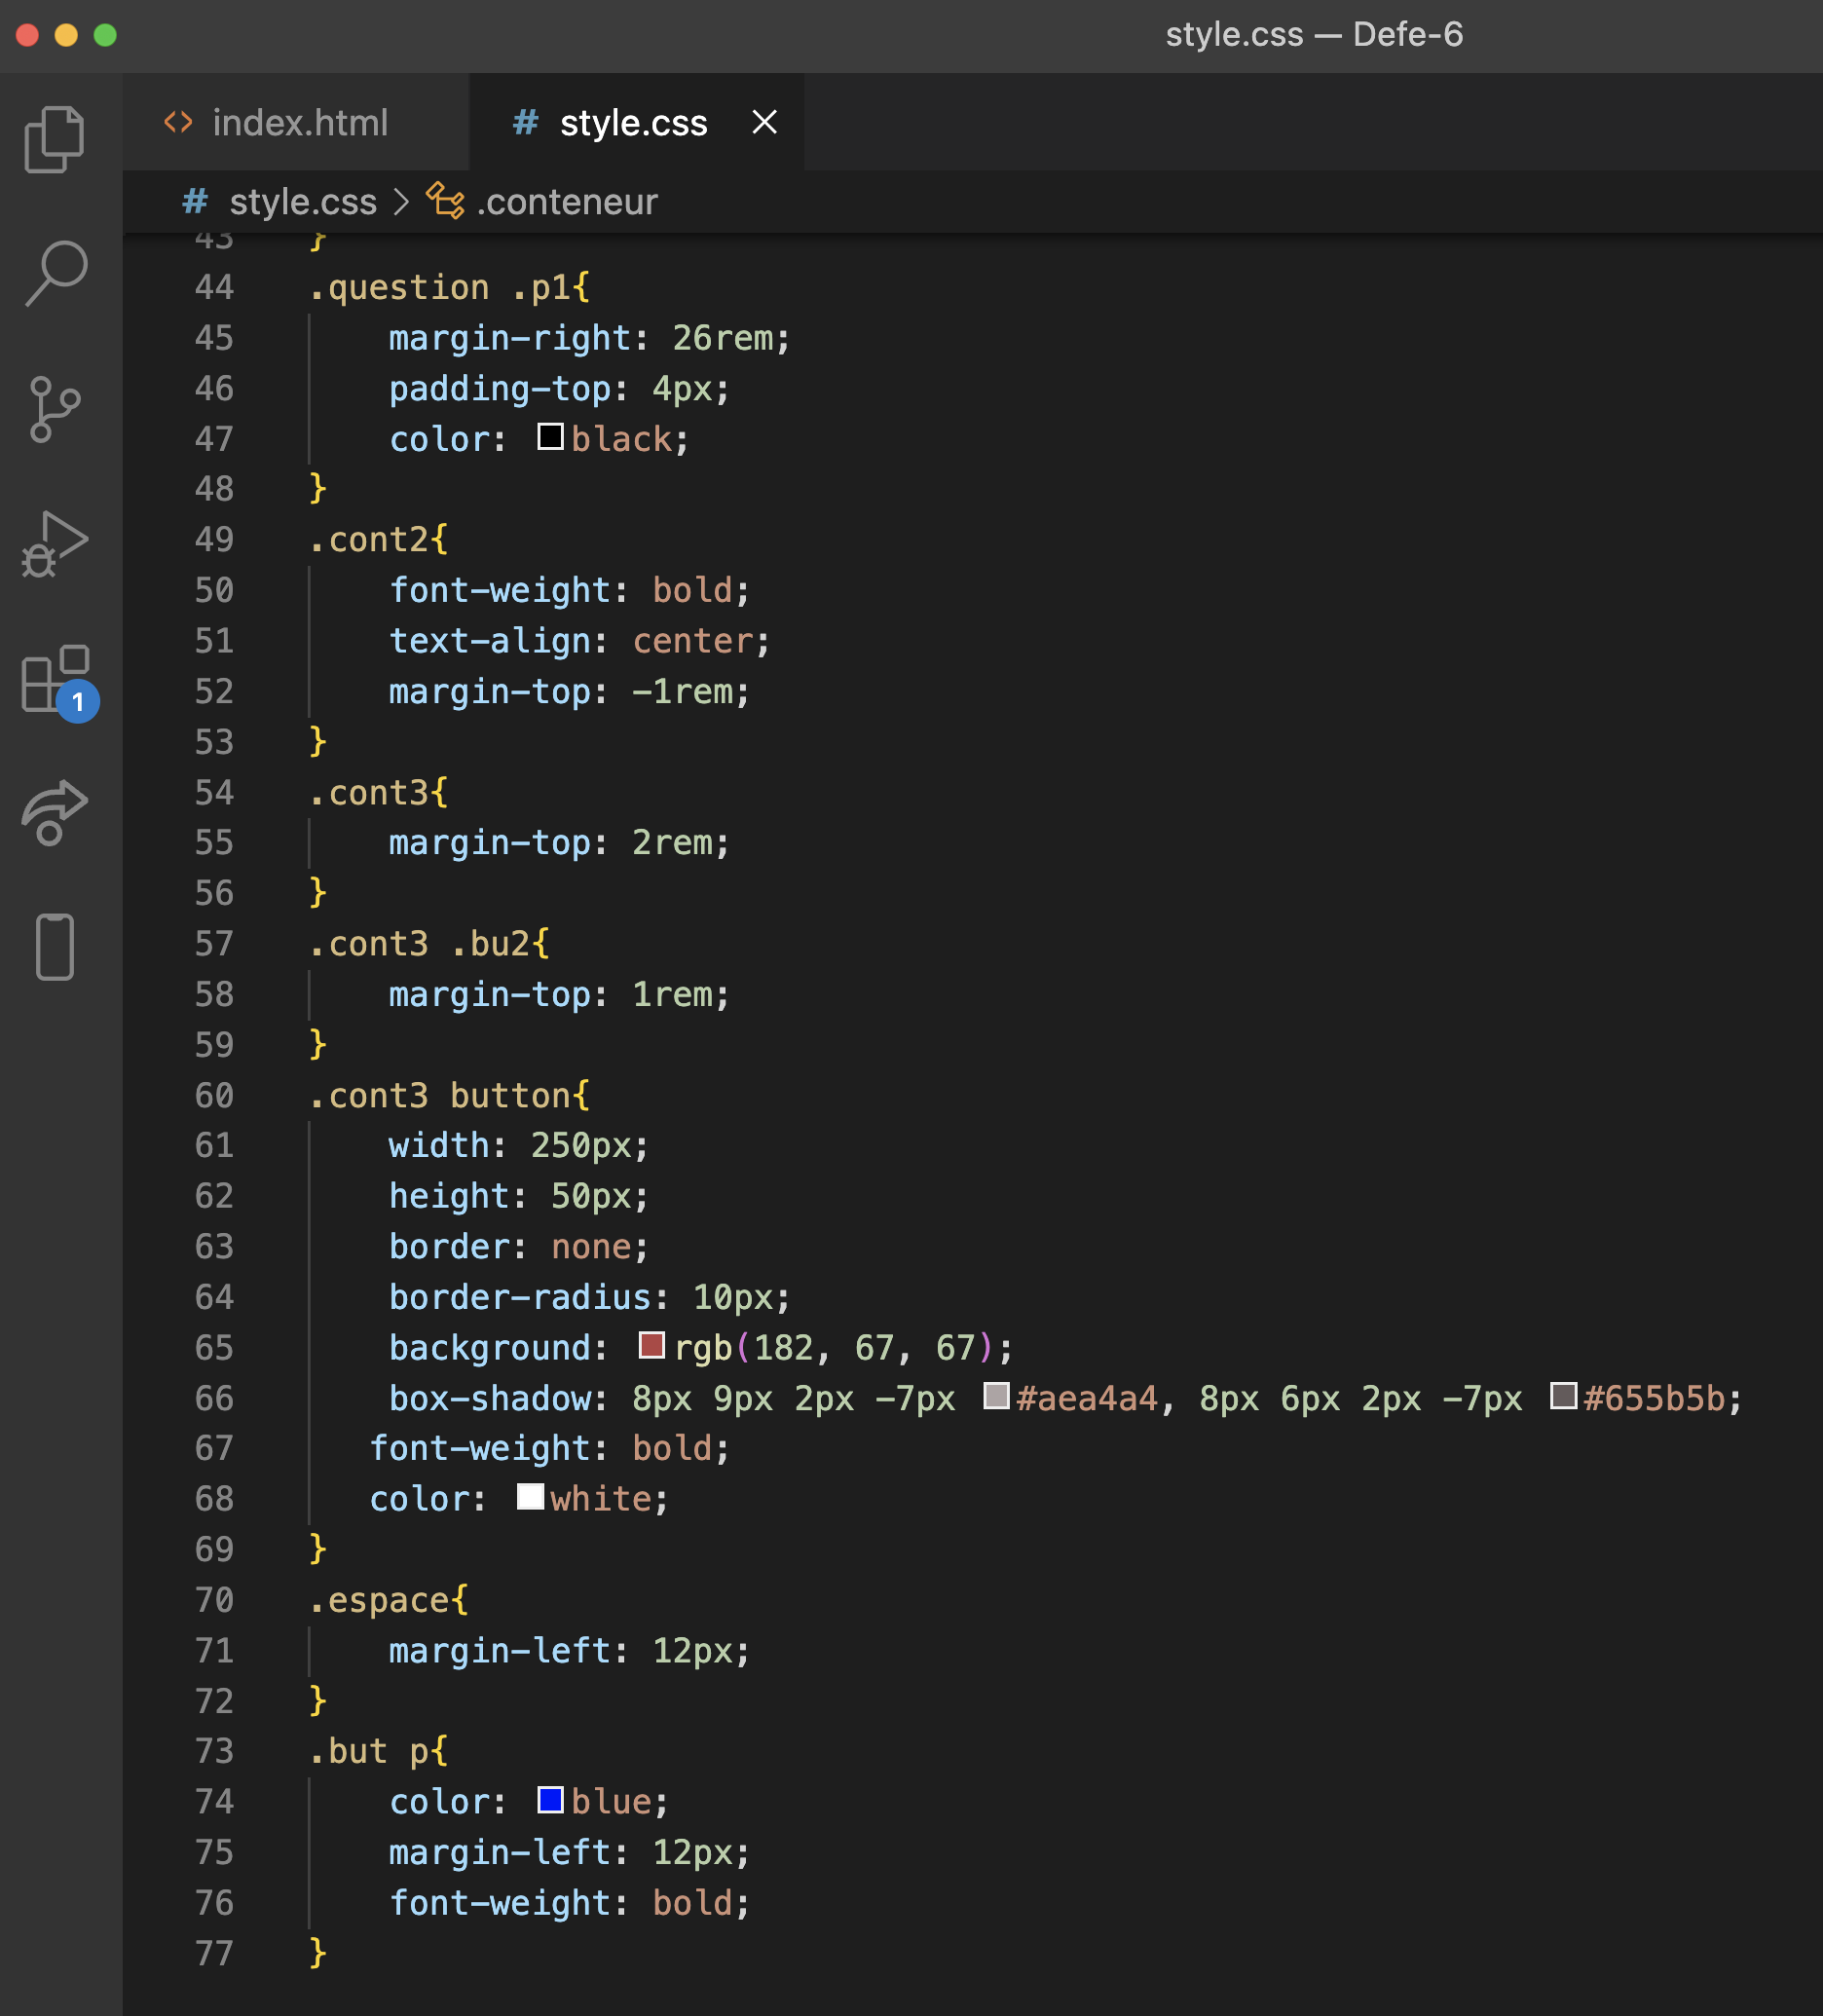 style.css — Defe-6
<> index.html # style.css ×
# style.css > .conteneur
43 }
44 .question .p1{
45 margin-right: 26rem;
46 padding-top: 4px;
47 color: black;
48 }
49 .cont2{
50 font-weight: bold;
51 text-align: center;
52 margin-top: -1rem;
53 }
54 .cont3{
55 margin-top: 2rem;
56 }
57 .cont3 .bu2{
58 margin-top: 1rem;
59 }
60 .cont3 button{
61 width: 250px;
62 height: 50px;
63 border: none;
64 border-radius: 10px;
65 background: rgb(182, 67, 67);
66 box-shadow: 8px 9px 2px -7px #aea4a4, 8px 6px 2px -7px #655b5b;
67 font-weight: bold;
68 color: white;
69 }
70 .espace{
71 margin-left: 12px;
72 }
73 .but p{
74 color: blue;
75 margin-left: 12px;
76 font-weight: bold;
77 }
1